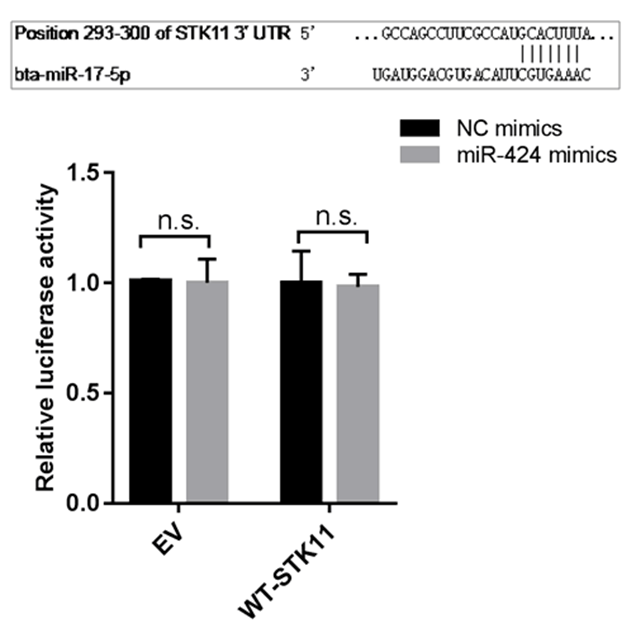 Position 293-300 of STK11 3' UTR 5' ...GCCAGCCUUCGCCAUGCACUUUA...
bta-miR-17-5p 3' UGAUGGACGUGACAUUCGUGAAAC
NC mimics
miR-424 mimics
Relative luciferase activity
1.5
1.0
0.5
0.0
n.s.
n.s.
EV
WT-STK11